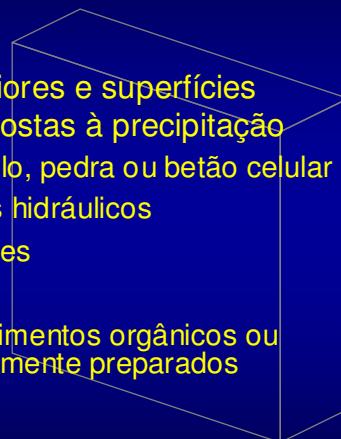 iores e superfícies
ostas à precipitação
lo, pedra ou betão celular
s hidráulicos
es
imentos orgânicos ou
mente preparados